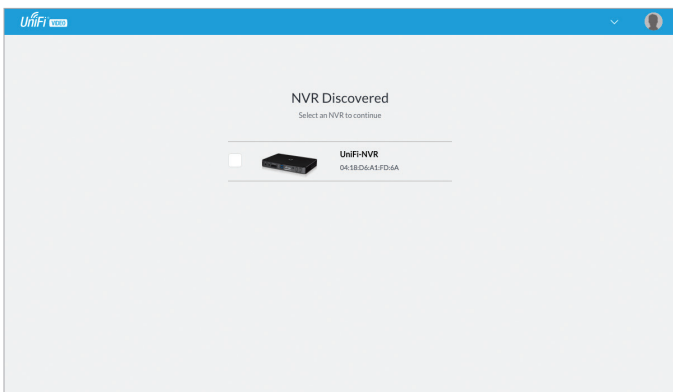 UniFi VIDEO
NVR Discovered
Select an NVR to continue
UniFi-NVR
04:18:D6:A1:FD:6A